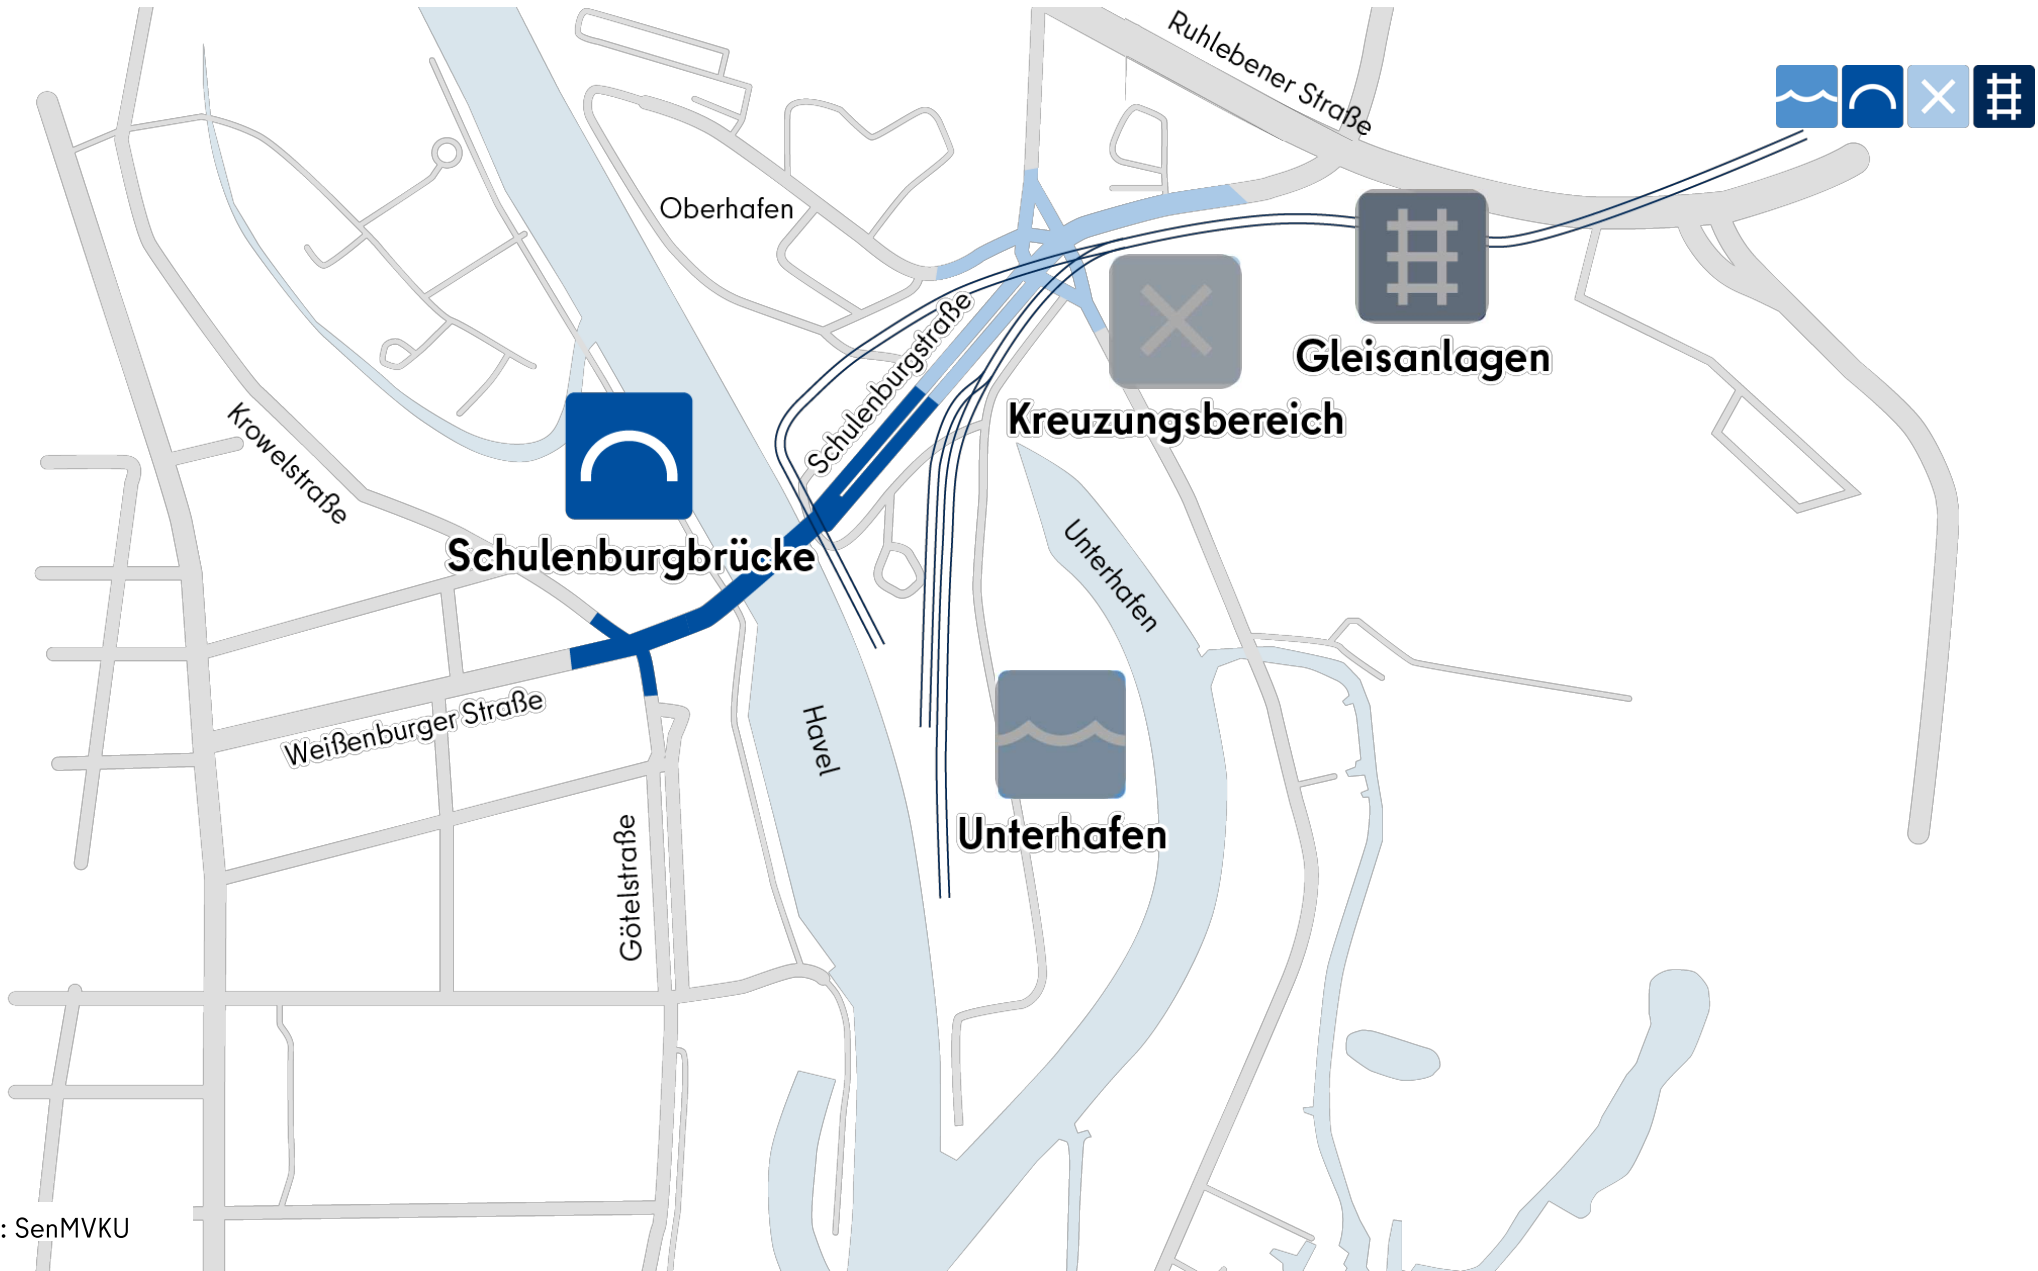 Ruhlebener Straße
Oberhafen
Schulenburgstraße
Gleisanlagen
Kreuzungsbereich
Krowelstraße
Schulenburgbrücke
Unterhafen
Weißenburger Straße
Havel
Unterhafen
Götelstraße
: SenMVKU